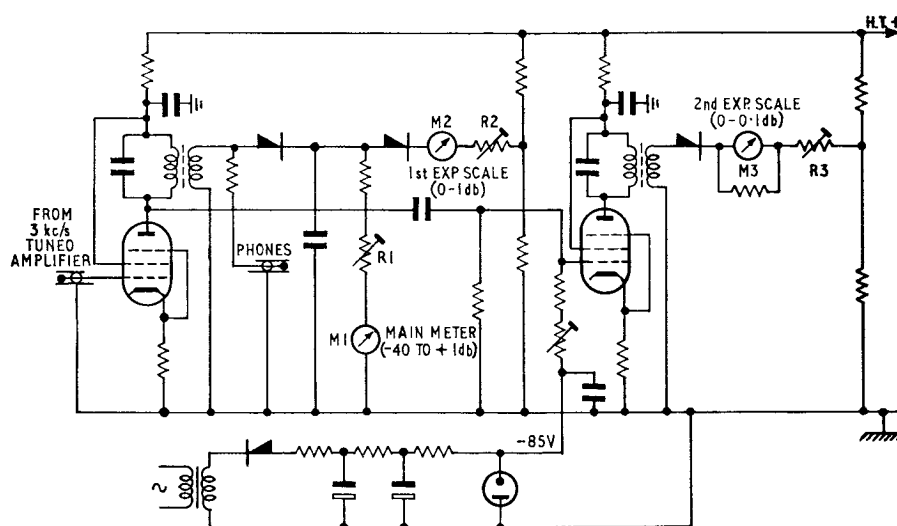 H.T.+
M2
R2
1st EXP. SCALE
(0-1db)
2nd EXP. SCALE
(0-0·1db)
M3
R3
FROM
3 kc/s
TUNED
AMPLIFIER
PHONES
R1
M1
MAIN METER
(-40 TO +1db)
-85V